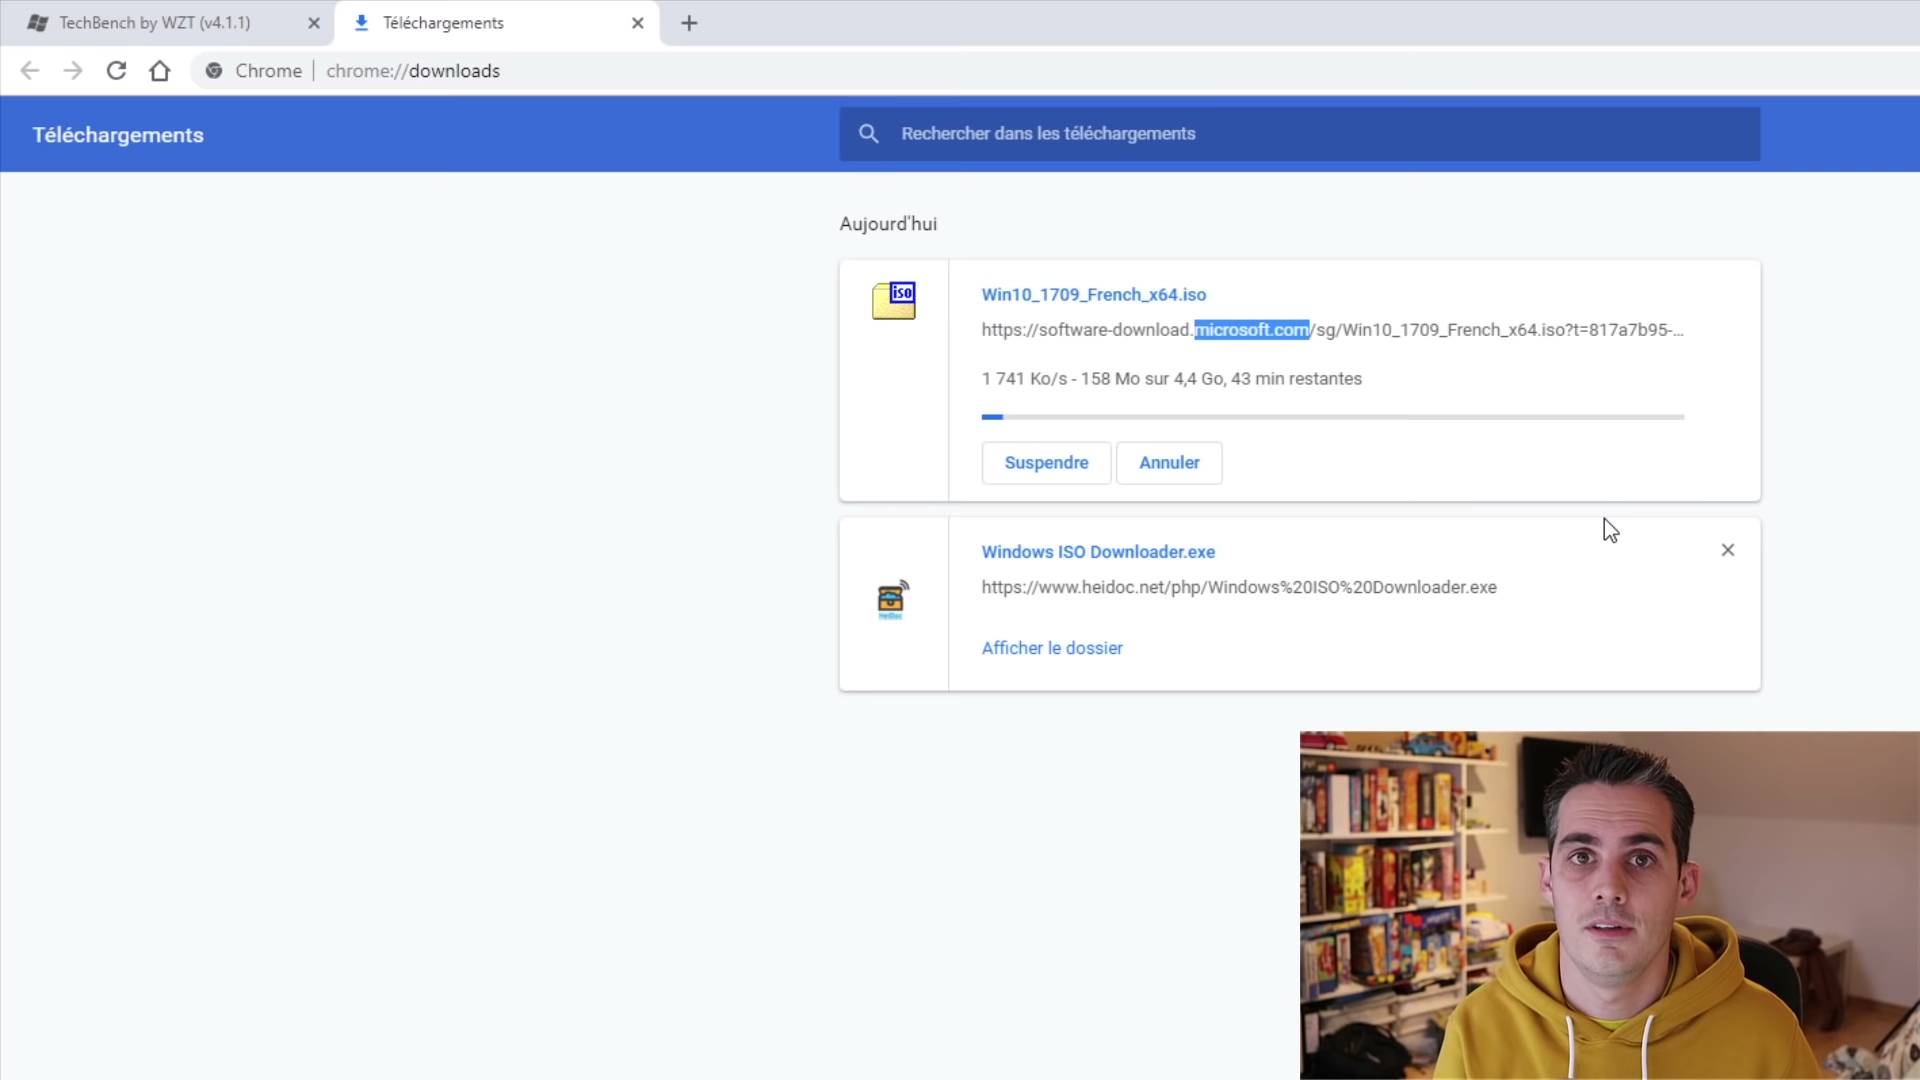 TechBench by WZT (v4.1.1)
Téléchargements
Chrome
chrome://downloads
Téléchargements
Rechercher dans les téléchargements
Aujourd'hui
iso
Win10_1709_French_x64.iso
https://software-download.microsoft.com/sg/Win10_1709_French_x64.iso?t=817a7b95-...
1 741 Ko/s - 158 Mo sur 4,4 Go, 43 min restantes
Suspendre
Annuler
Windows ISO Downloader.exe
https://www.heidoc.net/php/Windows%20ISO%20Downloader.exe
HeiDoc
Afficher le dossier